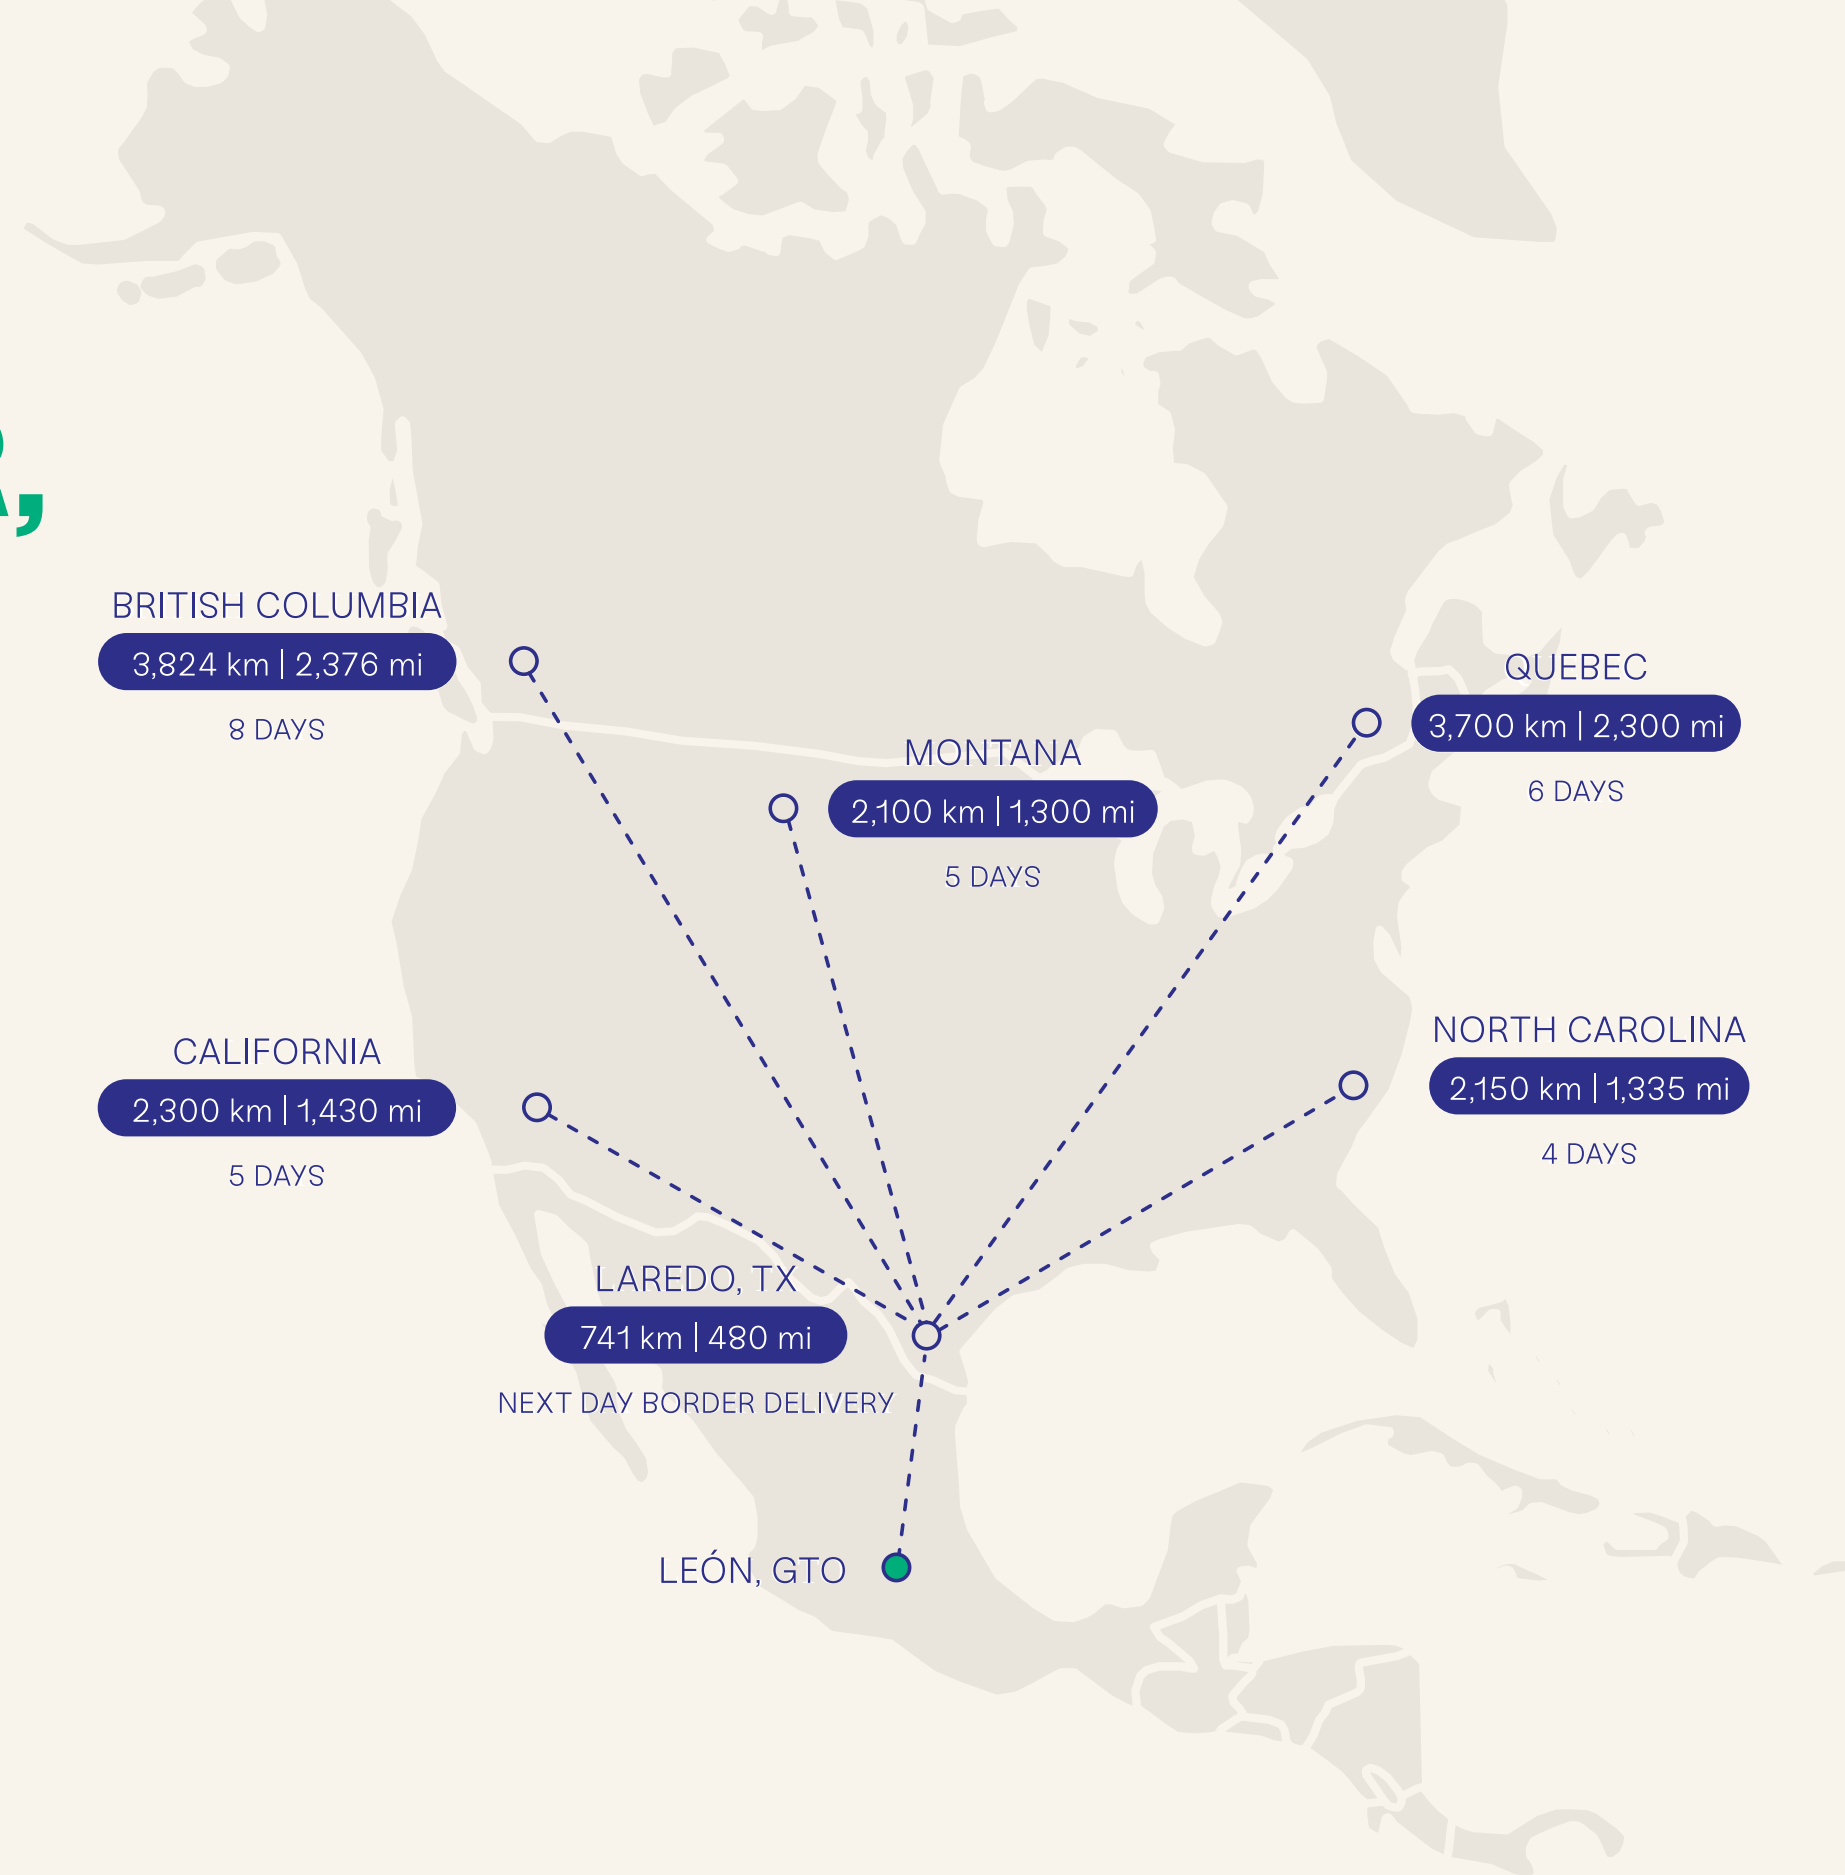 BRITISH COLUMBIA
3,824 km | 2,376 mi
8 DAYS
QUEBEC
3,700 km | 2,300 mi
6 DAYS
MONTANA
2,100 km | 1,300 mi
5 DAYS
CALIFORNIA
2,300 km | 1,430 mi
5 DAYS
NORTH CAROLINA
2,150 km | 1,335 mi
4 DAYS
LAREDO, TX
741 km | 480 mi
NEXT DAY BORDER DELIVERY
LEÓN, GTO